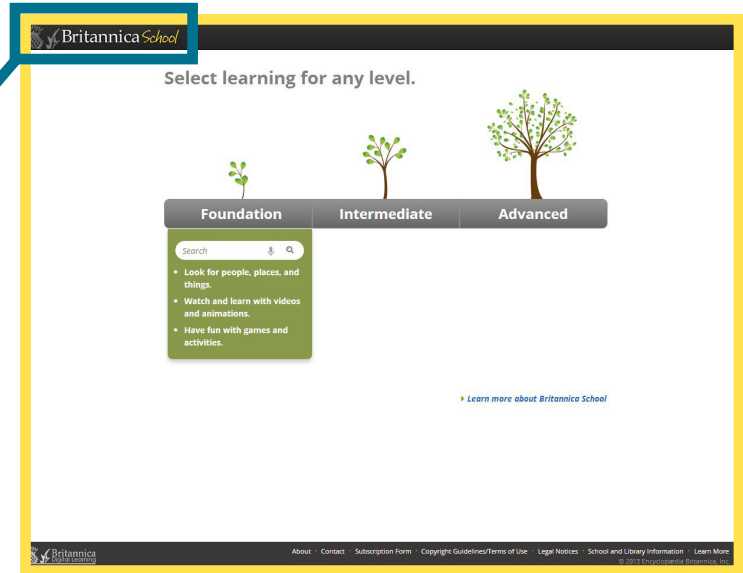 Britannica School
Select learning for any level.
Foundation
Intermediate
Advanced
Search
• Look for people, places, and
things.
• Watch and learn with videos
and animations.
• Have fun with games and
activities.
Learn more about Britannica School
Britannica
Digital Learning
About · Contact · Subscription Form · Copyright Guidelines/Terms of Use · Legal Notices · School and Library Information · Learn More
© 2013 Encyclopædia Britannica, Inc.